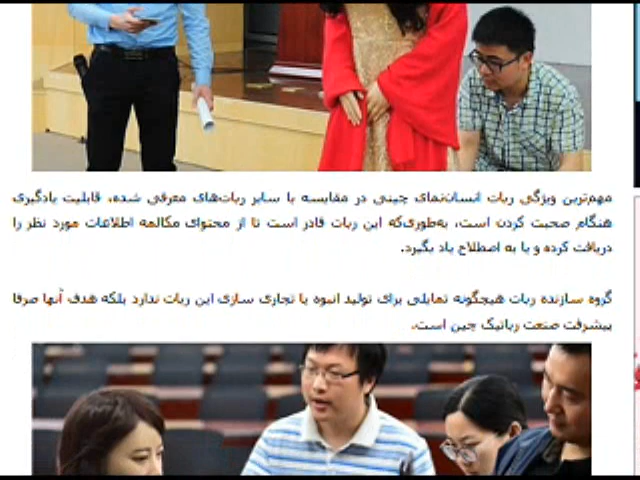 مهم‌ترین ویژگی ربات انسان‌نمای چینی در مقایسه با سایر ربات‌های معرفی شده، قابلیت یادگیری
هنگام صحبت کردن است، به‌طوری‌که این ربات قادر است تا از محتوای مکالمه اطلاعات مورد نظر را
دریافت کرده و یا به اصطلاح یاد بگیرد.
گروه سازنده ربات هیچگونه تمایلی برای تولید انبوه یا تجاری سازی این ربات ندارد بلکه هدف آنها صرفا
پیشرفت صنعت رباتیک چین است.